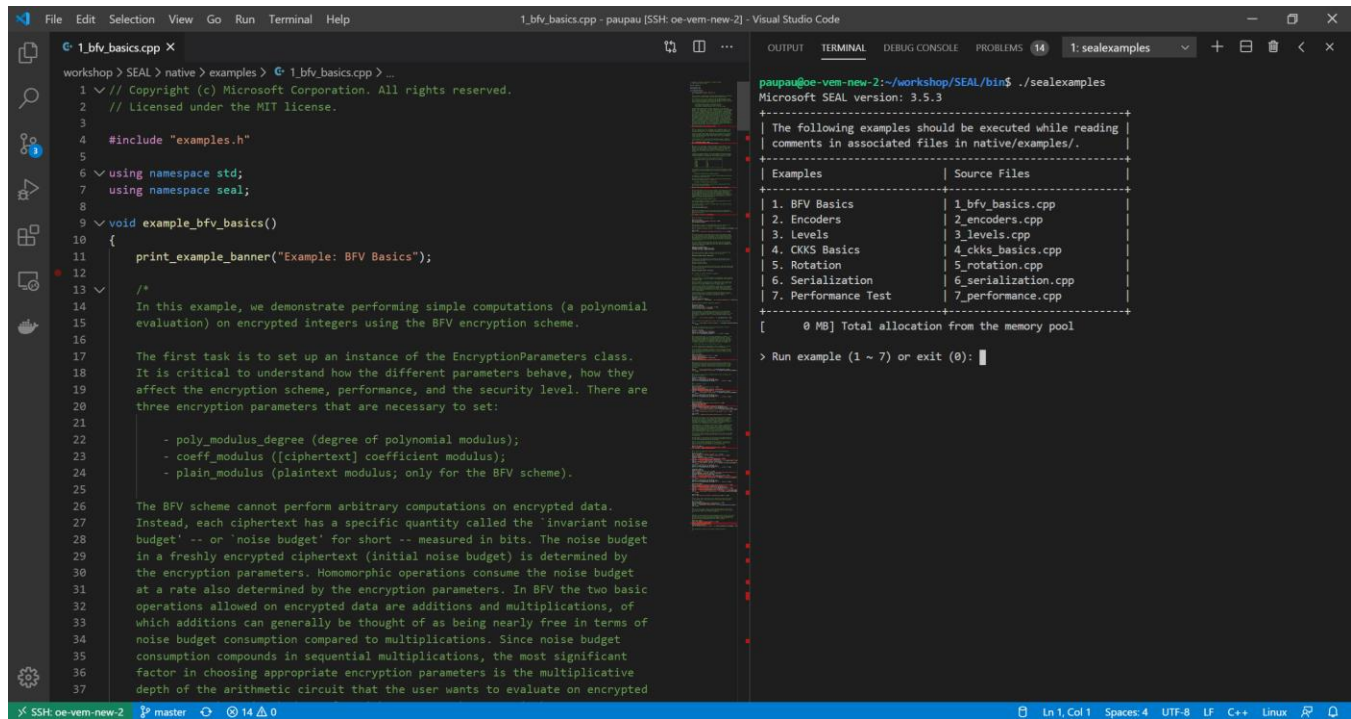 File Edit Selection View Go Run Terminal Help
1_bfv_basics.cpp - paupau [SSH: oe-vem-new-2] - Visual Studio Code
1_bfv_basics.cpp
workshop > SEAL > native > examples > 1_bfv_basics.cpp > ...
1 // Copyright (c) Microsoft Corporation. All rights reserved.
2 // Licensed under the MIT license.
3
4 #include "examples.h"
5
6 using namespace std;
7 using namespace seal;
8
9 void example_bfv_basics()
10 {
11 print_example_banner("Example: BFV Basics");
12
13 /*
14 In this example, we demonstrate performing simple computations (a polynomial
15 evaluation) on encrypted integers using the BFV encryption scheme.
16
17 The first task is to set up an instance of the EncryptionParameters class.
18 It is critical to understand how the different parameters behave, how they
19 affect the encryption scheme, performance, and the security level. There are
20 three encryption parameters that are necessary to set:
21
22 - poly_modulus_degree (degree of polynomial modulus);
23 - coeff_modulus ([ciphertext] coefficient modulus);
24 - plain_modulus (plaintext modulus; only for the BFV scheme).
25
26 The BFV scheme cannot perform arbitrary computations on encrypted data.
27 Instead, each ciphertext has a specific quantity called the `invariant noise
28 budget' -- or `noise budget' for short -- measured in bits. The noise budget
29 in a freshly encrypted ciphertext (initial noise budget) is determined by
30 the encryption parameters. Homomorphic operations consume the noise budget
31 at a rate also determined by the encryption parameters. In BFV the two basic
32 operations allowed on encrypted data are additions and multiplications, of
33 which additions can generally be thought of as being nearly free in terms of
34 noise budget consumption compared to multiplications. Since noise budget
35 consumption compounds in sequential multiplications, the most significant
36 factor in choosing appropriate encryption parameters is the multiplicative
37 depth of the arithmetic circuit that the user wants to evaluate on encrypted
OUTPUT TERMINAL DEBUG CONSOLE PROBLEMS 14 1: sealexamples
paupau@oe-vem-new-2:~/workshop/SEAL/bin$ ./sealexamples
Microsoft SEAL version: 3.5.3
+---------------------------------------------------------+
| The following examples should be executed while reading |
| comments in associated files in native/examples/. |
+---------------------------------------------------------+
| Examples | Source Files |
+----------------------------+----------------------------+
| 1. BFV Basics | 1_bfv_basics.cpp |
| 2. Encoders | 2_encoders.cpp |
| 3. Levels | 3_levels.cpp |
| 4. CKKS Basics | 4_ckks_basics.cpp |
| 5. Rotation | 5_rotation.cpp |
| 6. Serialization | 6_serialization.cpp |
| 7. Performance Test | 7_performance.cpp |
+----------------------------+----------------------------+
[ 0 MB] Total allocation from the memory pool
> Run example (1 ~ 7) or exit (0):
3
SSH: oe-vem-new-2 master 14 0 Ln 1, Col 1 Spaces: 4 UTF-8 LF C++ Linux